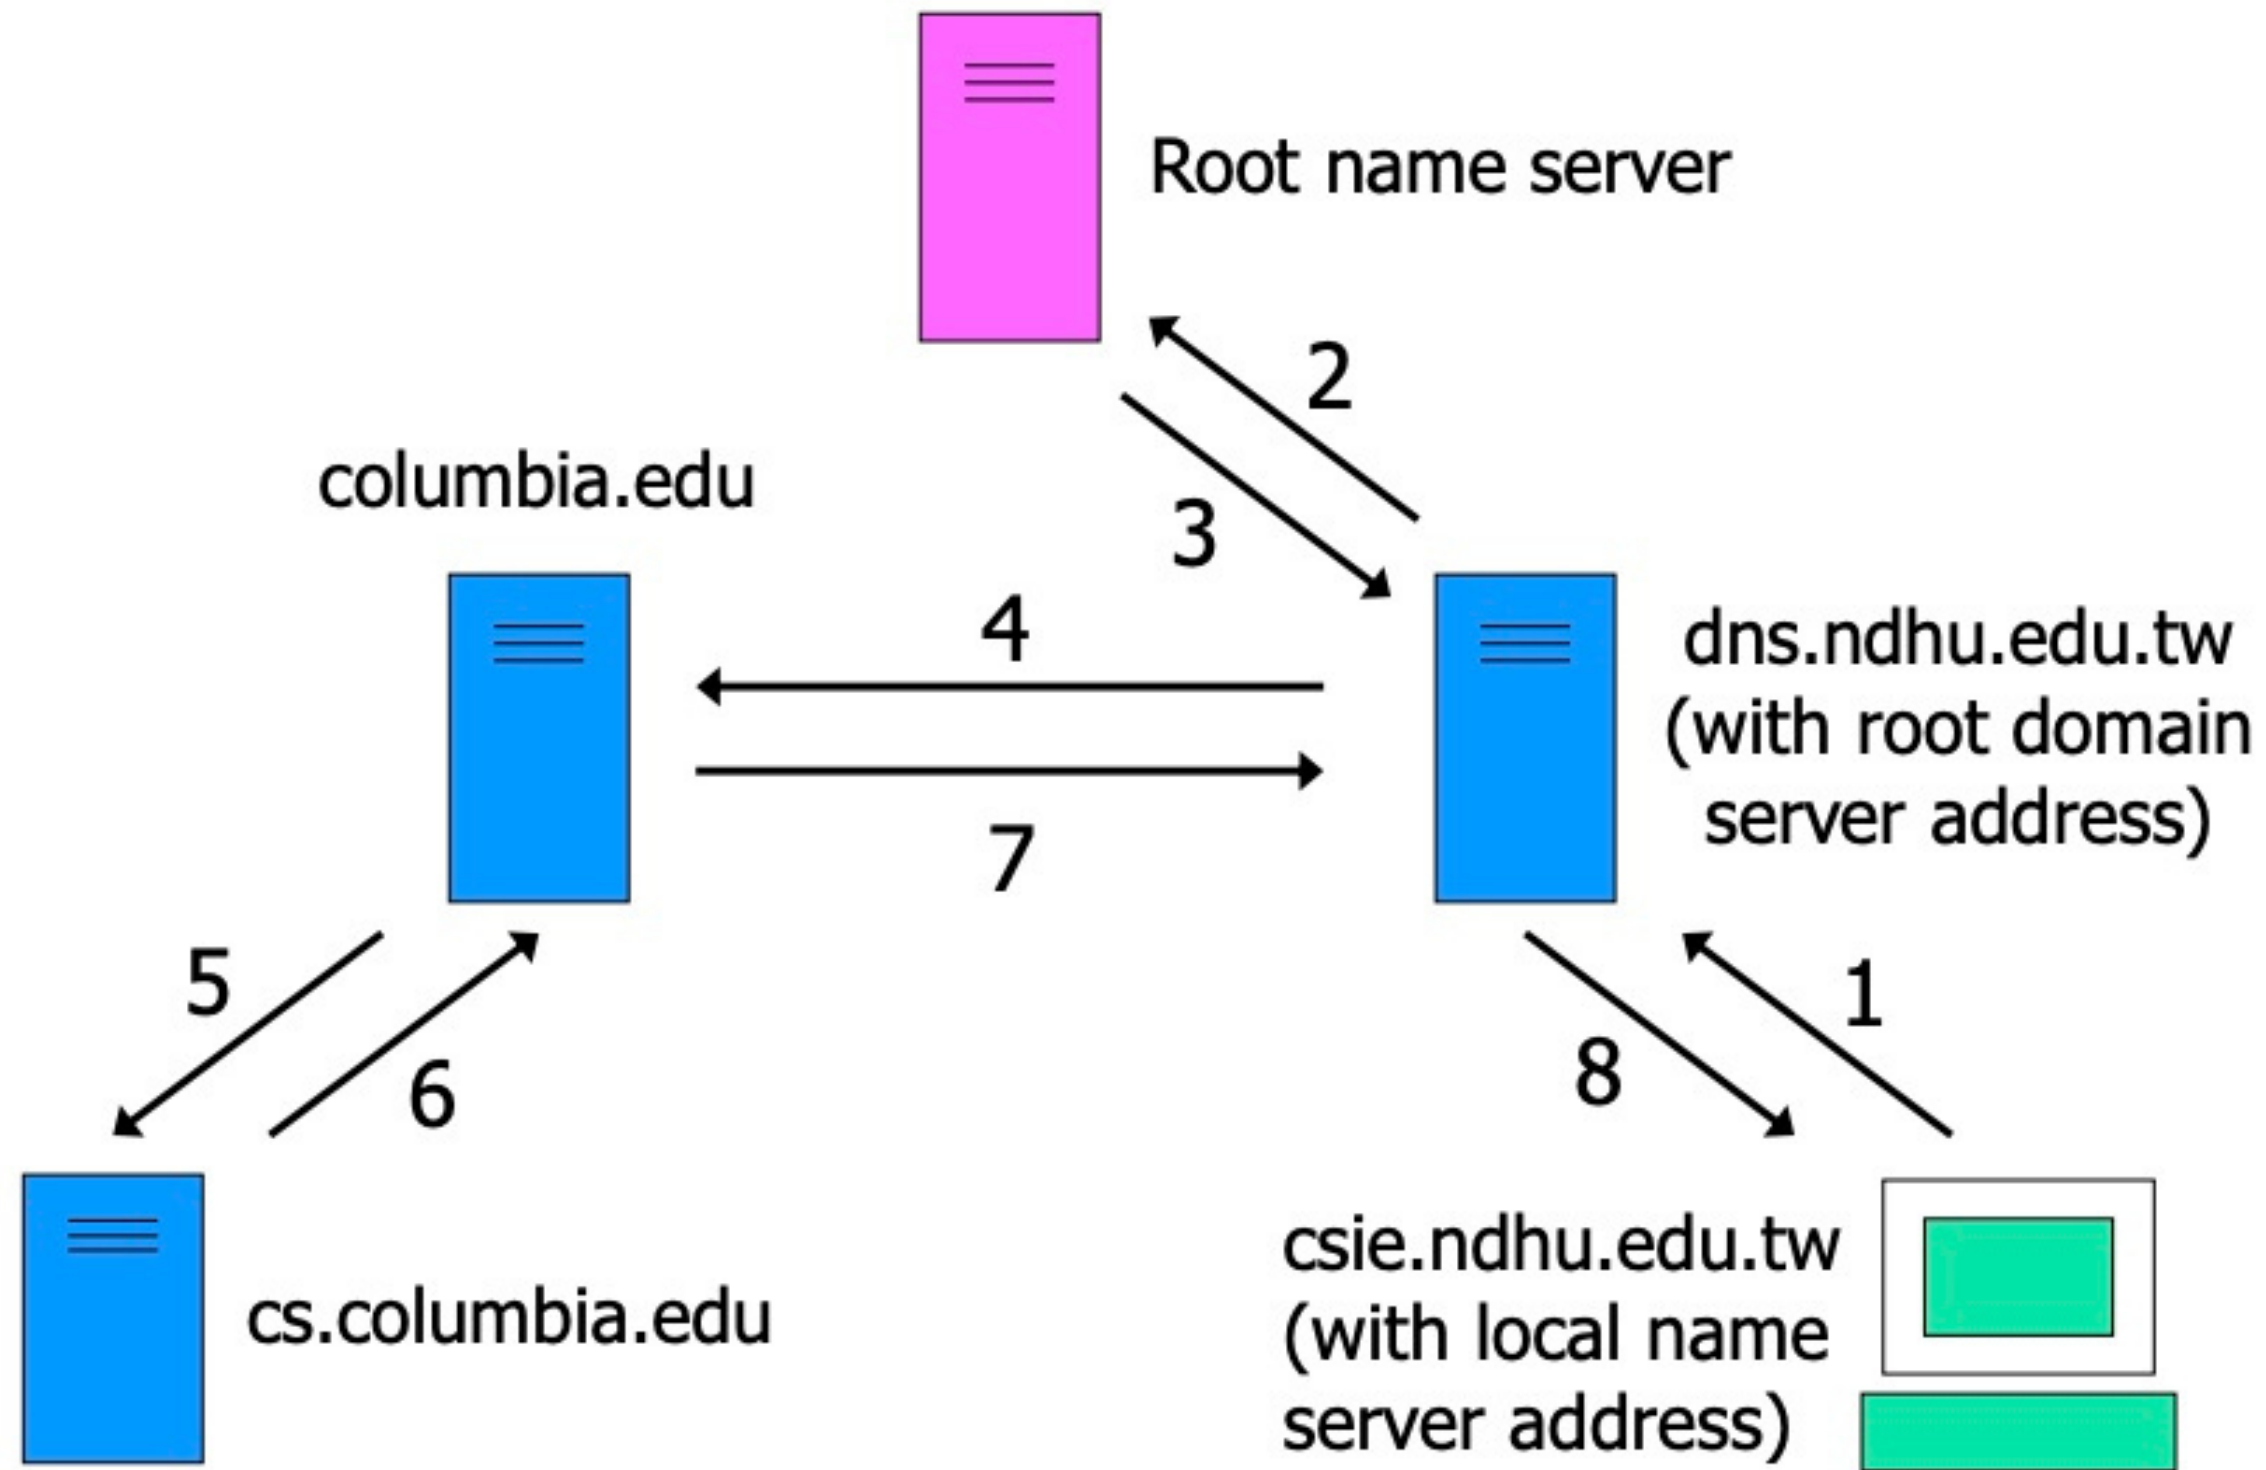 Root name server
2
3
columbia.edu
4
7
dns.ndhu.edu.tw
(with root domain
server address)
5
6
8
1
cs.columbia.edu
csie.ndhu.edu.tw
(with local name
server address)